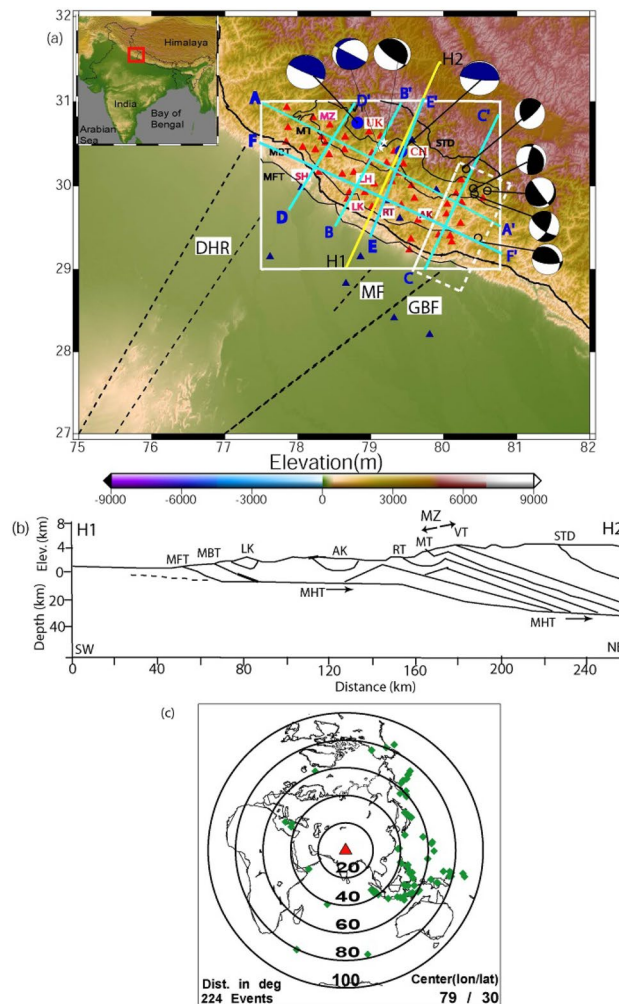 32
(a)
Himalaya
India
Arabian
Sea
Bay of
Bengal
H2
31
A
D'
B'
E'
C'
MZ
UK
MT
F
MBT
CH
STD
30
MFT
SH
LH
D
LK
RT
AK
A'
B
E
F'
DHR
29
H1
C
MF
GBF
28
27
75
76
77
78
79
80
81
82
Elevation(m)
-9000
-6000
-3000
0
3000
6000
9000
(b)
H1
MZ
H2
Elev. (km)
8
4
0
MFT
MBT
LK
AK
RT
MT
VT
STD
Depth (km)
20
40
MHT
MHT
SW
0
40
80
120
160
200
240
Distance (km)
(c)
20
40
60
80
100
Dist. in deg
224 Events
Center(lon/lat)
79 / 30